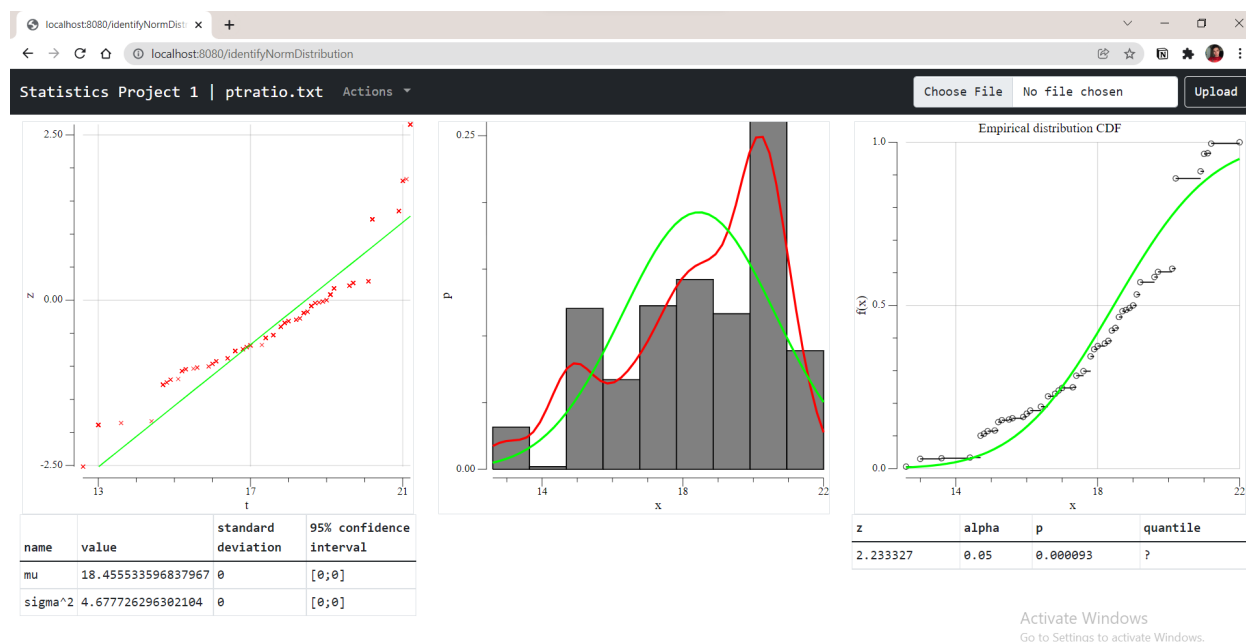 localhost:8080/identifyNormDistr
localhost:8080/identifyNormDistribution
Statistics Project 1 | ptratio.txt Actions
Choose File No file chosen Upload
2.50
0.00
-2.50
z
13 17 21
t
0.25
0.00
p
14 18 22
x
Empirical distribution CDF
1.0
0.5
0.0
f(x)
14 18 22
x
name value standard deviation 95% confidence interval
mu 18.455533596837967 0 [0;0]
sigma^2 4.677726296302104 0 [0;0]
z alpha p quantile
2.233327 0.05 0.000093 ?
Activate Windows
Go to Settings to activate Windows.